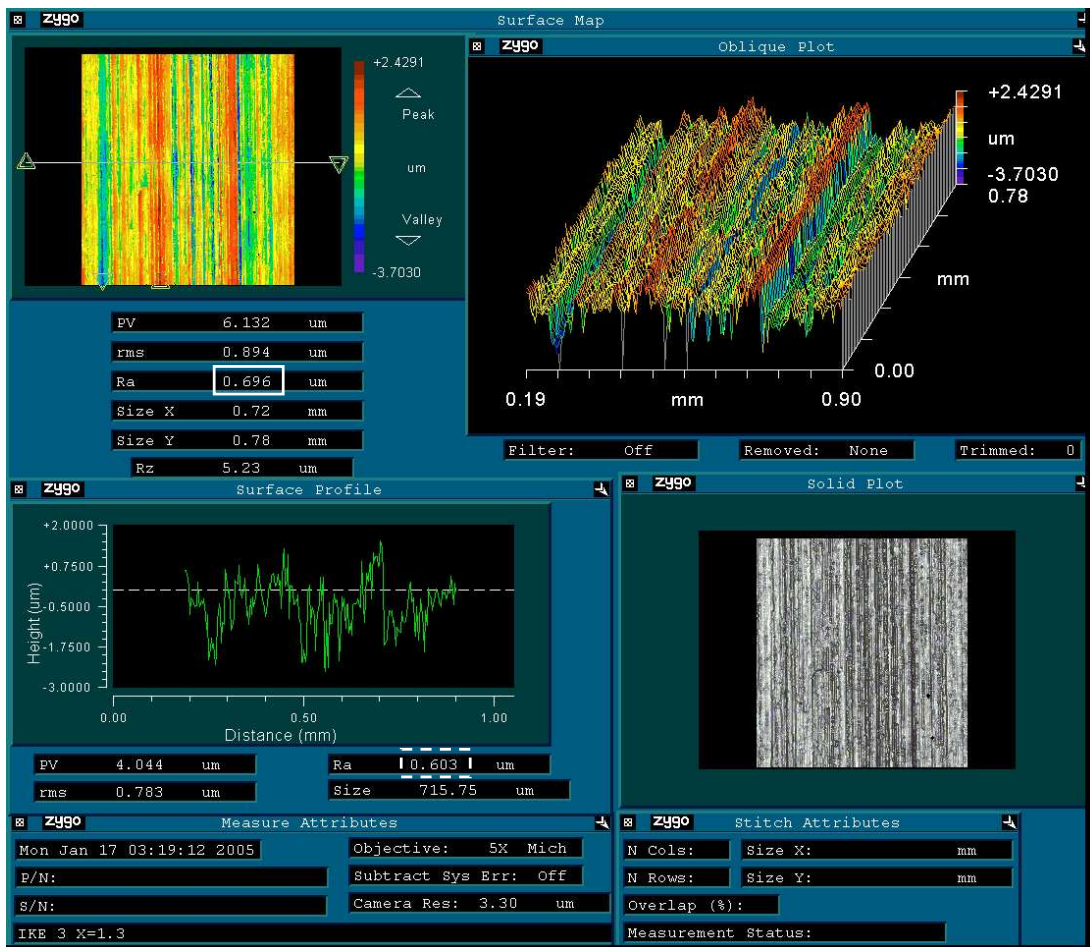 zygo Surface Map
+2.4291
Peak
um
Valley
-3.7030
zygo Oblique Plot
+2.4291
um
-3.7030
0.78
mm
0.00
0.19 mm 0.90
PV 6.132 um
rms 0.894 um
Ra 0.696 um
Size X 0.72 mm
Size Y 0.78 mm
Rz 5.23 um
Filter: Off Removed: None Trimmed: 0
zygo Surface Profile
+2.0000
+0.7500
-0.5000
-1.7500
-3.0000
Height (um)
0.00 0.50 1.00
Distance (mm)
PV 4.044 um Ra 0.603 um
rms 0.783 um Size 715.75 um
zygo Solid Plot
zygo Measure Attributes
Mon Jan 17 03:19:12 2005 Objective: 5X Mich
P/N: Subtract Sys Err: Off
S/N: Camera Res: 3.30 um
IKE 3 X=1.3
zygo Stitch Attributes
N Cols: Size X: mm
N Rows: Size Y: mm
Overlap (%):
Measurement Status: